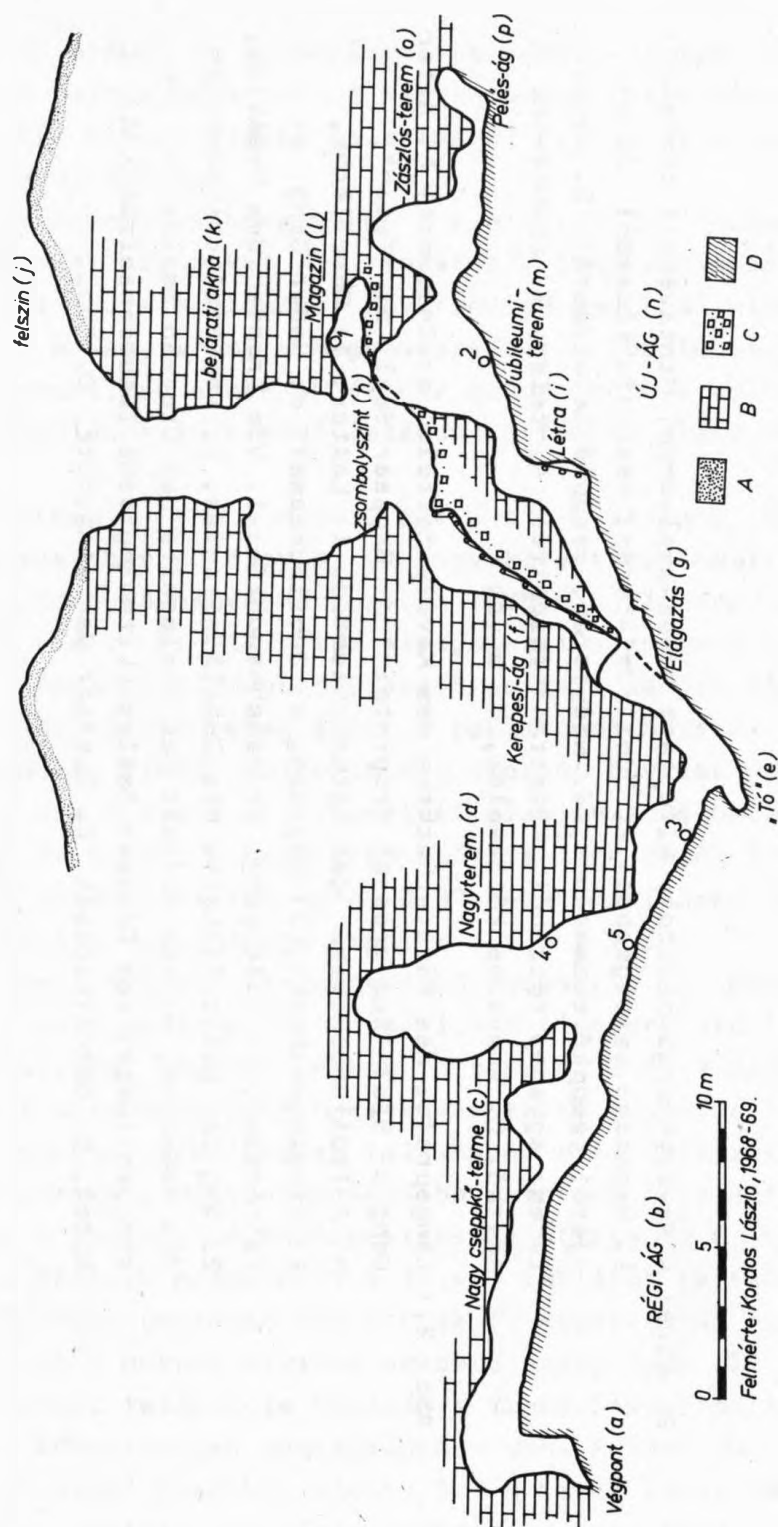 felszín (j)
bejárati akna (k)
zsombolyszint (h)
Magazin (l)
Zászlós-terem (o)
Pelés-ág (p)
Jubileumi-
terem (m)
Létra (i)
ÚJ-ÁG (n)
Kerepesi-ág (f)
Elágazás (g)
„Tó" (e)
Nagyterem (d)
Nagy cseppkő-terme (c)
RÉGI-ÁG (b)
Végpont (a)
1
2
3
4
5
A
B
C
D
0 5 10 m
Felmérte: Kordos László, 1968-69.